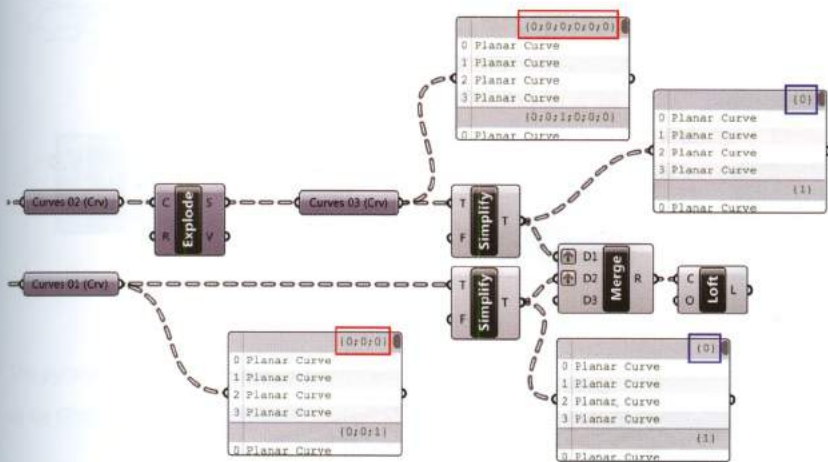 {0;0;0;0;0;0}
0 Planar Curve
1 Planar Curve
2 Planar Curve
3 Planar Curve
{0;0;1;0;0;0}
0 Planar Curve
{0}
0 Planar Curve
1 Planar Curve
2 Planar Curve
3 Planar Curve
{1}
0 Planar Curve
Curves 02 (Crv)
C
R
Explode
S
V
Curves 03 (Crv)
T
F
Simplify
T
Curves 01 (Crv)
T
F
Simplify
T
D1
D2
D3
Merge
R
C
O
Loft
L
{0;0;0}
0 Planar Curve
1 Planar Curve
2 Planar Curve
3 Planar Curve
{0;0;1}
0 Planar Curve
{0}
0 Planar Curve
1 Planar Curve
2 Planar Curve
3 Planar Curve
{1}
0 Planar Curve